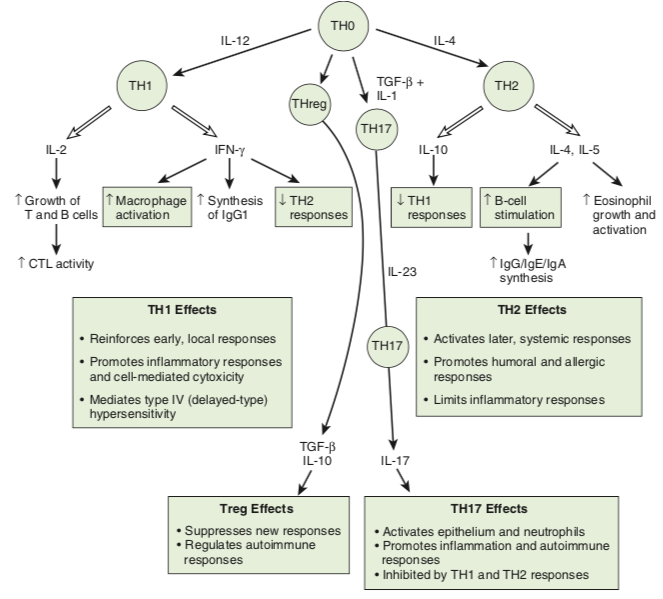 TH0
IL-12
IL-4
TH1
THreg
TGF-β +
IL-1
TH17
TH2
IL-2
IFN-γ
IL-10
IL-4, IL-5
↑ Growth of
T and B cells
↑ Macrophage
activation
↑ Synthesis
of IgG1
↓ TH2
responses
↓ TH1
responses
↑ B-cell
stimulation
↑ Eosinophil
growth and
activation
↑ CTL activity
↑ IgG/IgE/IgA
synthesis
IL-23
TH1 Effects
• Reinforces early, local responses
• Promotes inflammatory responses
and cell-mediated cytoxicity
• Mediates type IV (delayed-type)
hypersensitivity
TH17
TH2 Effects
• Activates later, systemic responses
• Promotes humoral and allergic
responses
• Limits inflammatory responses
TGF-β
IL-10
IL-17
Treg Effects
• Suppresses new responses
• Regulates autoimmune
responses
TH17 Effects
• Activates epithelium and neutrophils
• Promotes inflammation and autoimmune
responses
• Inhibited by TH1 and TH2 responses